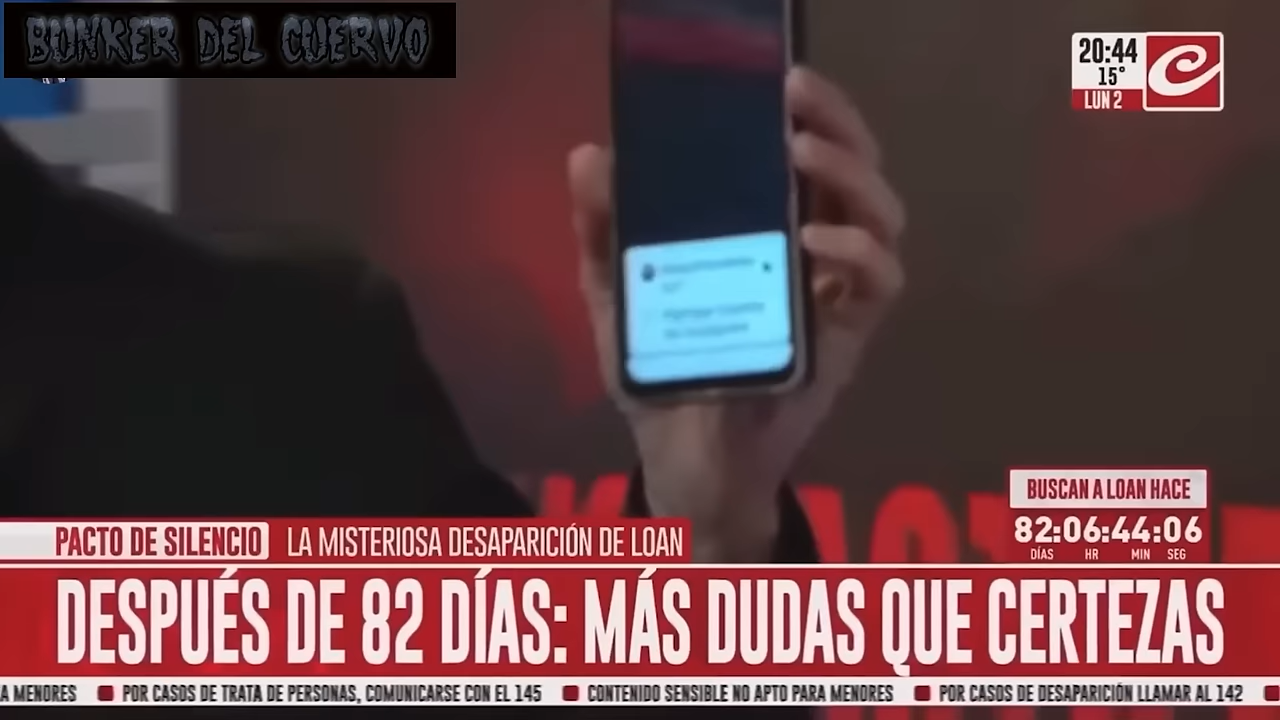 BUNKER DEL CUERVO
20:44
15°
LUN 2
BUSCAN A LOAN HACE
82:06:44:06
DÍAS HR MIN SEG
PACTO DE SILENCIO LA MISTERIOSA DESAPARICIÓN DE LOAN
DESPUÉS DE 82 DÍAS: MÁS DUDAS QUE CERTEZAS
A MENORES POR CASOS DE TRATA DE PERSONAS, COMUNICARSE CON EL 145 CONTENIDO SENSIBLE NO APTO PARA MENORES POR CASOS DE DESAPARICIÓN LLAMAR AL 142